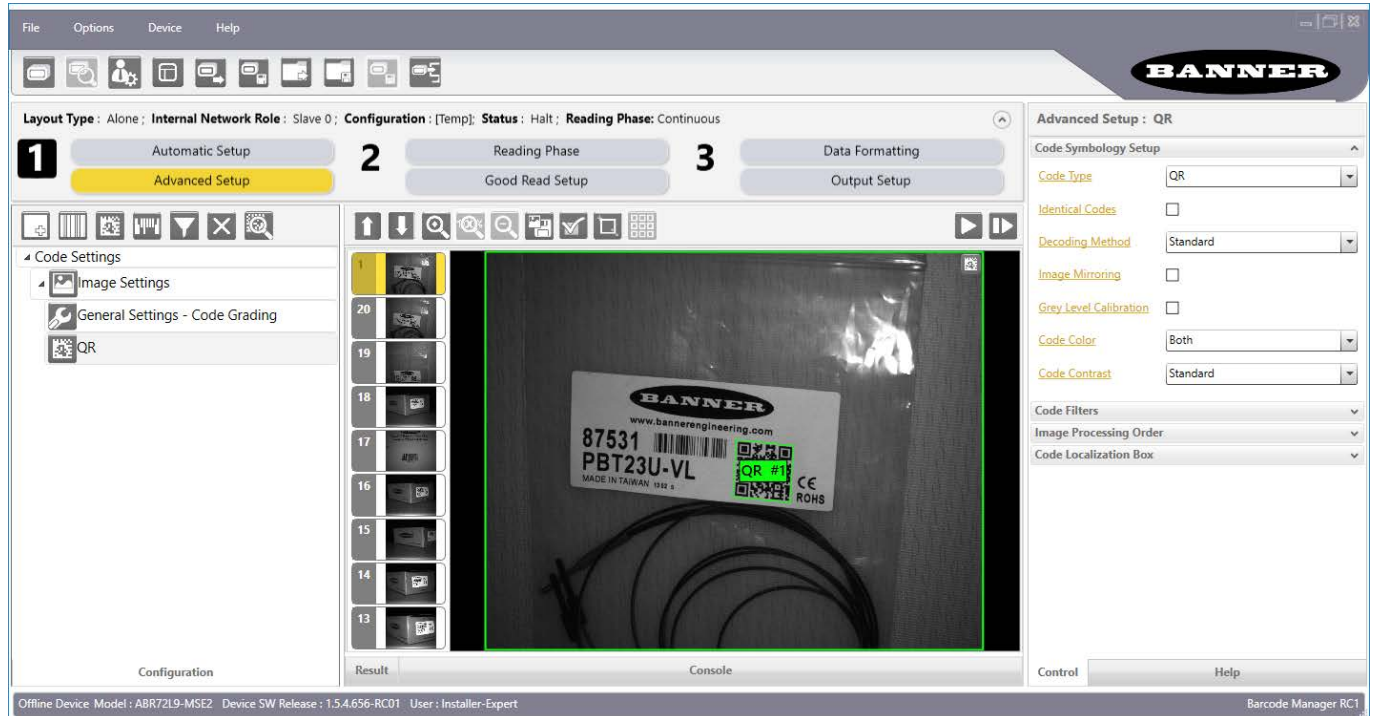 File Options Device Help
BANNER
Layout Type : Alone ; Internal Network Role : Slave 0 ; Configuration : [Temp]; Status : Halt ; Reading Phase: Continuous
1 Automatic Setup 2 Reading Phase 3 Data Formatting
Advanced Setup Good Read Setup Output Setup
Code Settings
Image Settings
General Settings - Code Grading
QR
Configuration
1
20
19
18
17
16
15
14
13
BANNER
www.bannerengineering.com
87531
PBT23U-VL
MADE IN TAIWAN
QR #1
CE
ROHS
Result Console
Advanced Setup : QR
Code Symbology Setup
Code Type QR
Identical Codes
Decoding Method Standard
Image Mirroring
Grey Level Calibration
Code Color Both
Code Contrast Standard
Code Filters
Image Processing Order
Code Localization Box
Control Help
Offline Device Model : ABR72L9-MSE2 Device SW Release : 1.5.4.656-RC01 User : Installer-Expert
Barcode Manager RC1